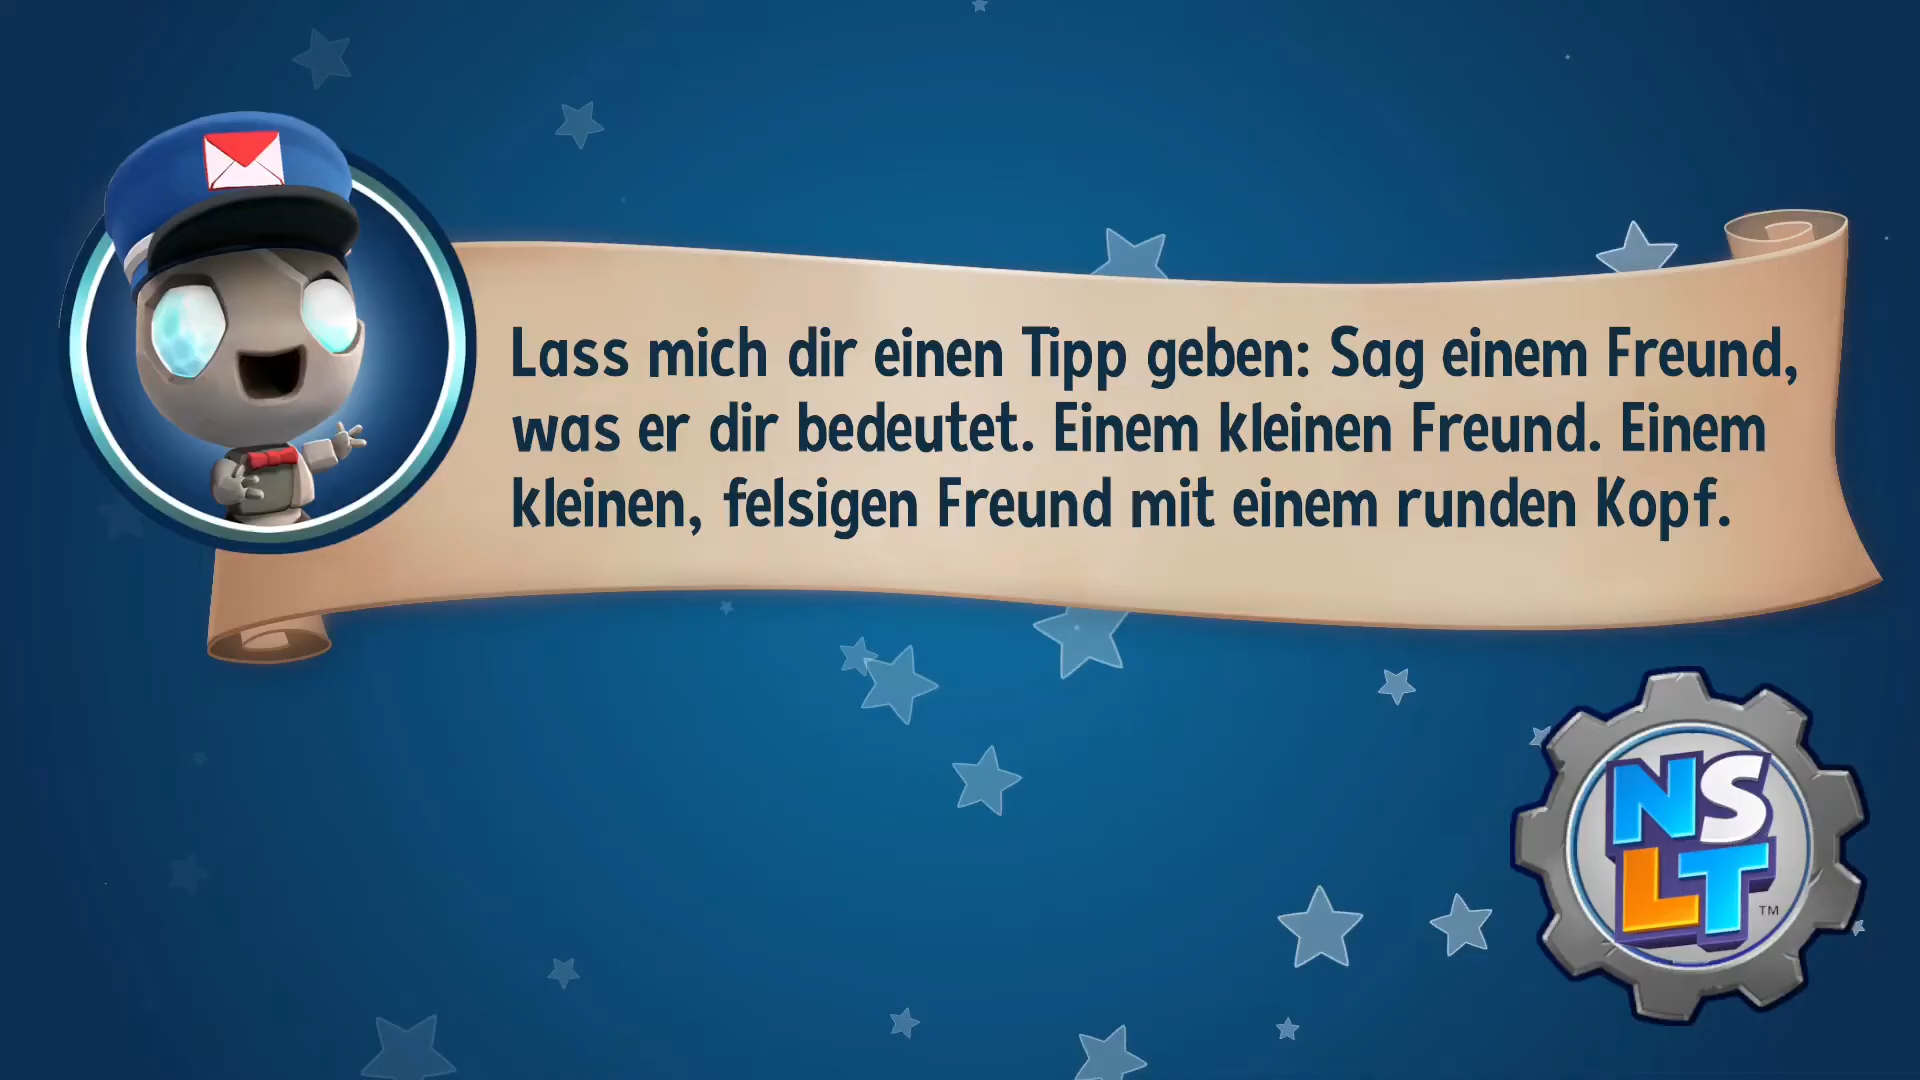 Lass mich dir einen Tipp geben: Sag einem Freund,
was er dir bedeutet. Einem kleinen Freund. Einem
kleinen, felsigen Freund mit einem runden Kopf.
NS
LT
TM